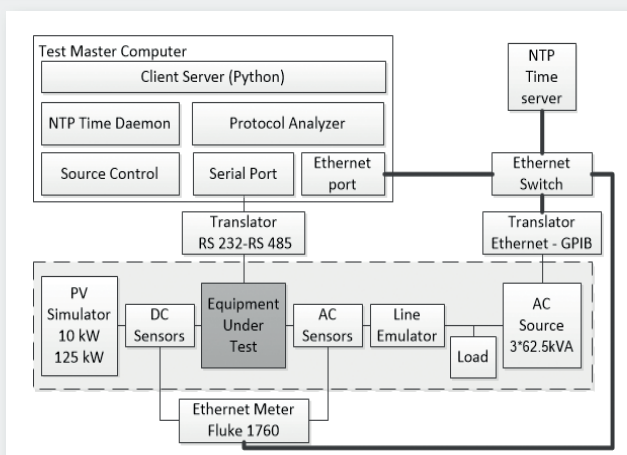 Test Master Computer
Client Server (Python)
NTP Time Daemon
Protocol Analyzer
Source Control
Serial Port
Ethernet
port
NTP
Time
server
Ethernet
Switch
Translator
RS 232-RS 485
Translator
Ethernet - GPIB
PV
Simulator
10 kW
125 kW
DC
Sensors
Equipment
Under
Test
AC
Sensors
Line
Emulator
Load
AC
Source
3*62.5kVA
Ethernet Meter
Fluke 1760